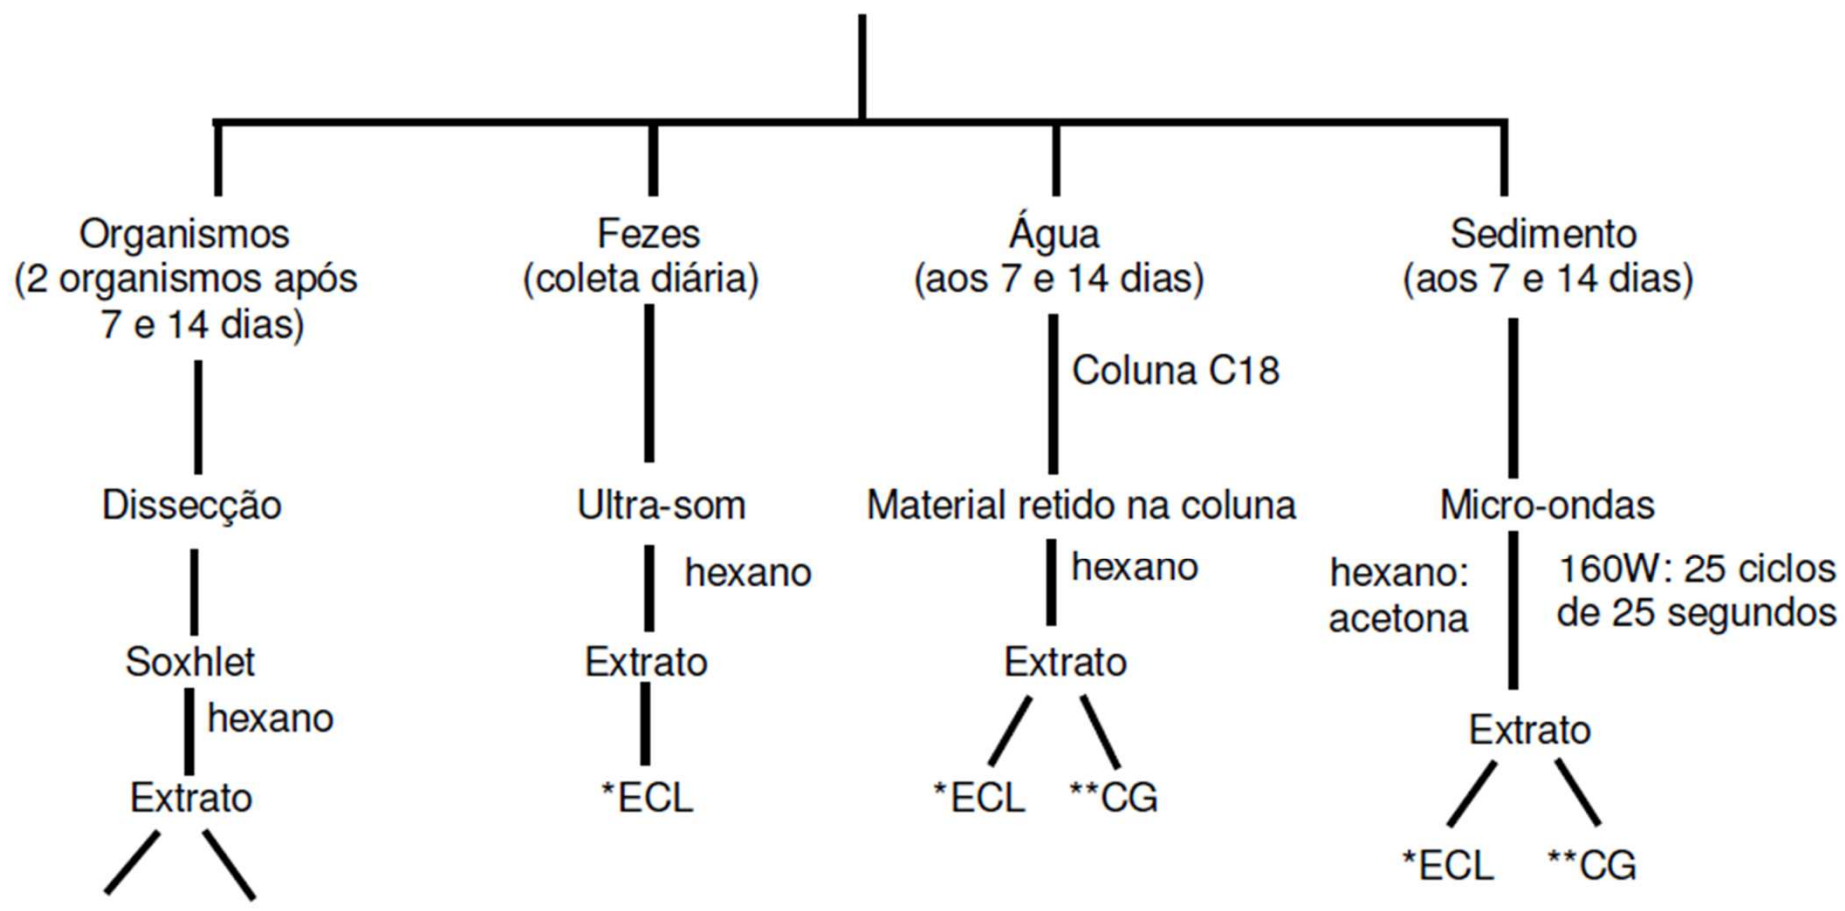 Organismos
(2 organismos após
7 e 14 dias)
Dissecção
Soxhlet
hexano
Extrato
Fezes
(coleta diária)
Ultra-som
hexano
Extrato
*ECL
Água
(aos 7 e 14 dias)
Coluna C18
Material retido na coluna
hexano
Extrato
*ECL **CG
Sedimento
(aos 7 e 14 dias)
Micro-ondas
hexano:
acetona
160W: 25 ciclos
de 25 segundos
Extrato
*ECL **CG